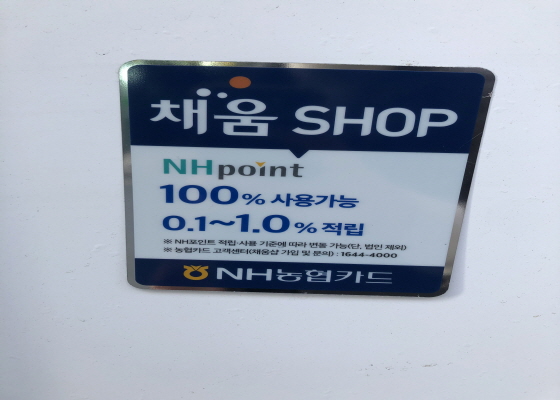 채움 SHOP
NHpoint
100% 사용가능
0.1~1.0% 적립
※ NH포인트 적립·사용 기준에 따라 변동 가능(단, 법인 제외)
※ 농협카드 고객센터(채움샵 가입 및 문의) : 1644-4000
NH농협카드